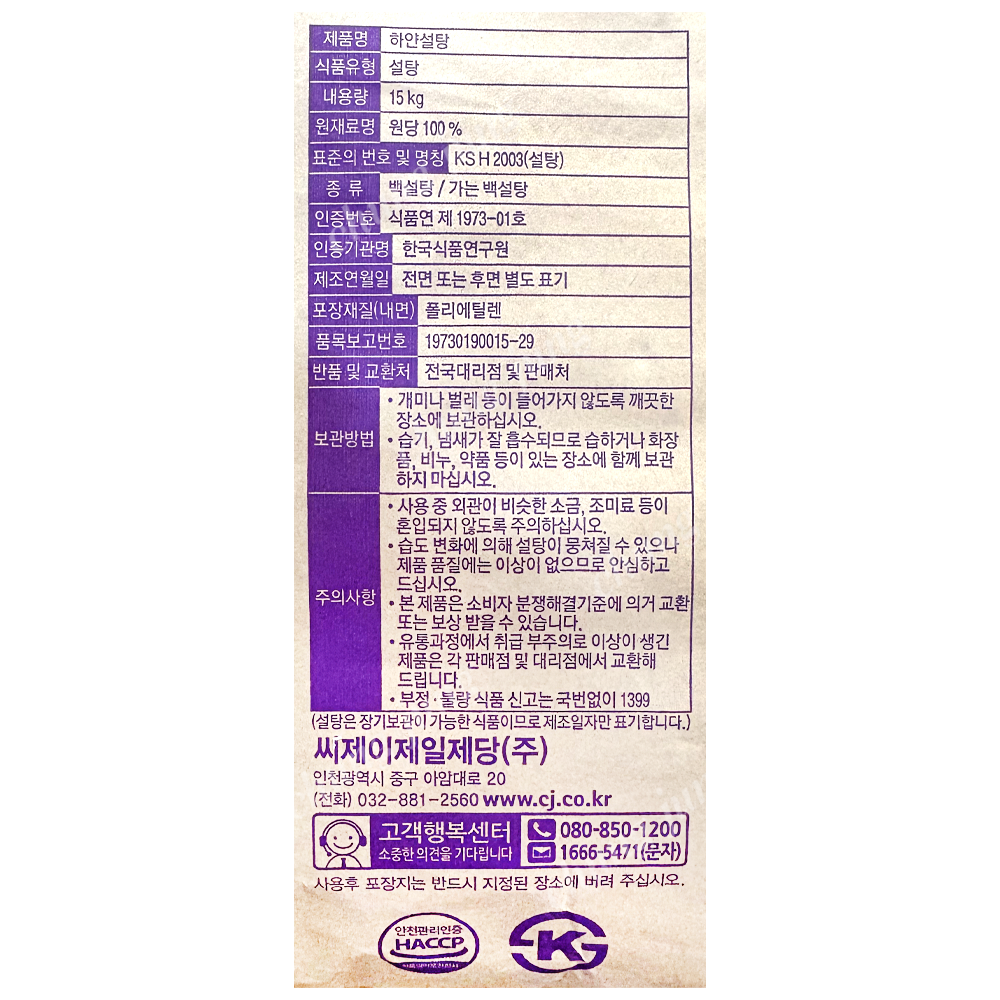 제품명 하얀설탕
식품유형 설탕
내용량 15 kg
원재료명 원당 100 %
표준의 번호 및 명칭 KS H 2003(설탕)
종 류 백설탕 / 가는 백설탕
인증번호 식품연 제 1973-01호
인증기관명 한국식품연구원
제조연월일 전면 또는 후면 별도 표기
포장재질(내면) 폴리에틸렌
품목보고번호 19730190015-29
반품 및 교환처 전국대리점 및 판매처
보관방법
• 개미나 벌레 등이 들어가지 않도록 깨끗한
장소에 보관하십시오.
• 습기, 냄새가 잘 흡수되므로 습하거나 화장
품, 비누, 약품 등이 있는 장소에 함께 보관
하지 마십시오.
주의사항
• 사용 중 외관이 비슷한 소금, 조미료 등이
혼입되지 않도록 주의하십시오.
• 습도 변화에 의해 설탕이 뭉쳐질 수 있으나
제품 품질에는 이상이 없으므로 안심하고
드십시오.
• 본 제품은 소비자 분쟁해결기준에 의거 교환
또는 보상 받을 수 있습니다.
• 유통과정에서 취급 부주의로 이상이 생긴
제품은 각 판매점 및 대리점에서 교환해
드립니다.
• 부정·불량 식품 신고는 국번없이 1399
(설탕은 장기보관이 가능한 식품이므로 제조일자만 표기합니다.)
씨제이제일제당(주)
인천광역시 중구 아암대로 20
(전화) 032-881-2560 www.cj.co.kr
고객행복센터
소중한 의견을 기다립니다
080-850-1200
1666-5471(문자)
사용후 포장지는 반드시 지정된 장소에 버려 주십시오.
안전관리인증
HACCP
K